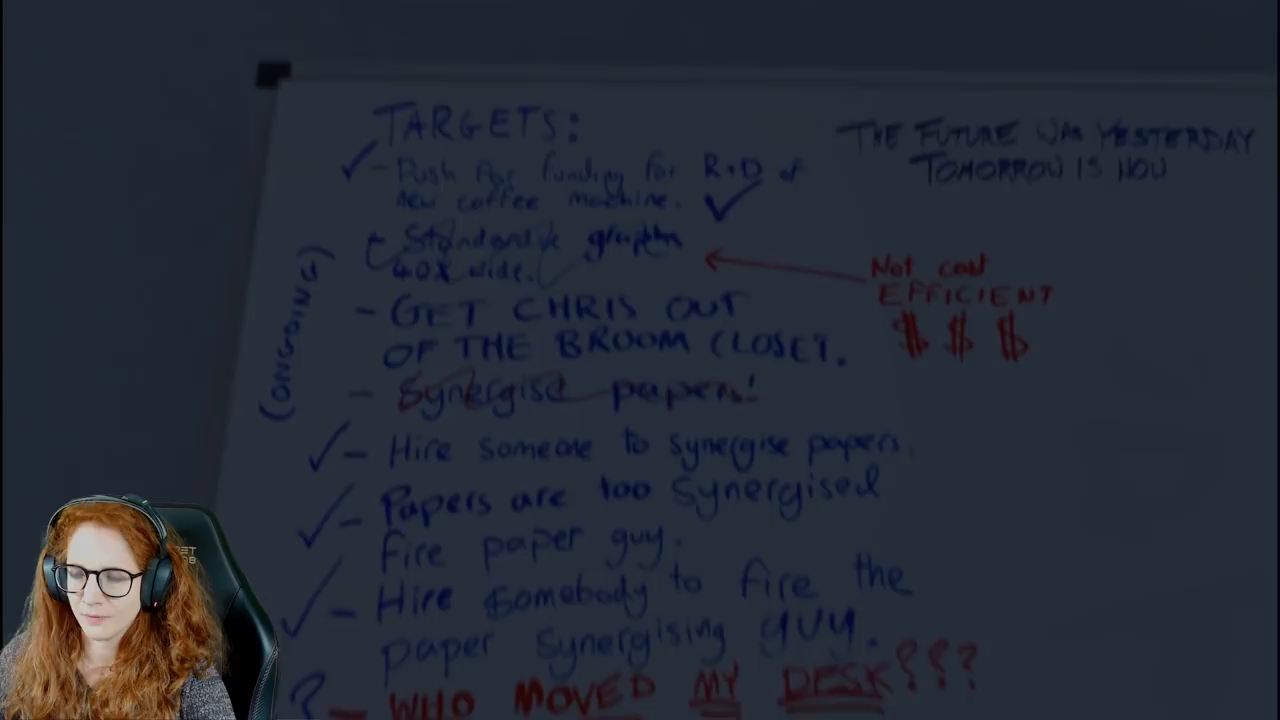 TARGETS:
THE FUTURE WAS YESTERDAY
TOMORROW IS NOW
- Push for funding for R+D of
new coffee machine.
- Standardise graphs
40% wide.
Not cost
EFFICIENT
$ $ $
(ONGOING)
- GET CHRIS OUT
OF THE BROOM CLOSET.
- Synergise papers!
- Hire someone to synergise papers.
- Papers are too synergised
fire paper guy.
- Hire somebody to fire the
paper synergising guy.
? - WHO MOVED MY DESK???